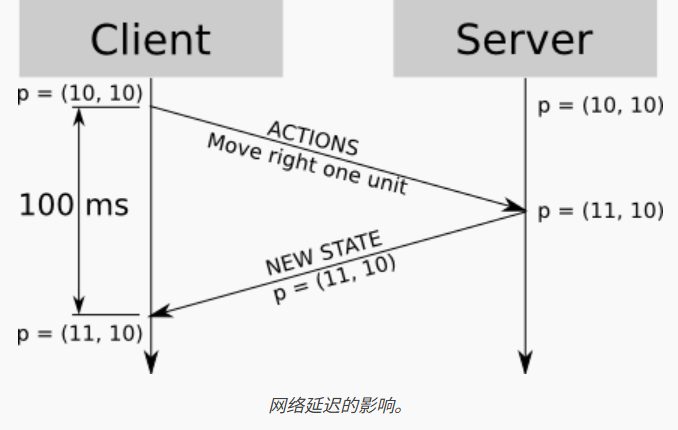 Client
Server
p = (10, 10)
p = (10, 10)
ACTIONS
Move right one unit
100 ms
p = (11, 10)
NEW STATE
p = (11, 10)
p = (11, 10)
网络延迟的影响。